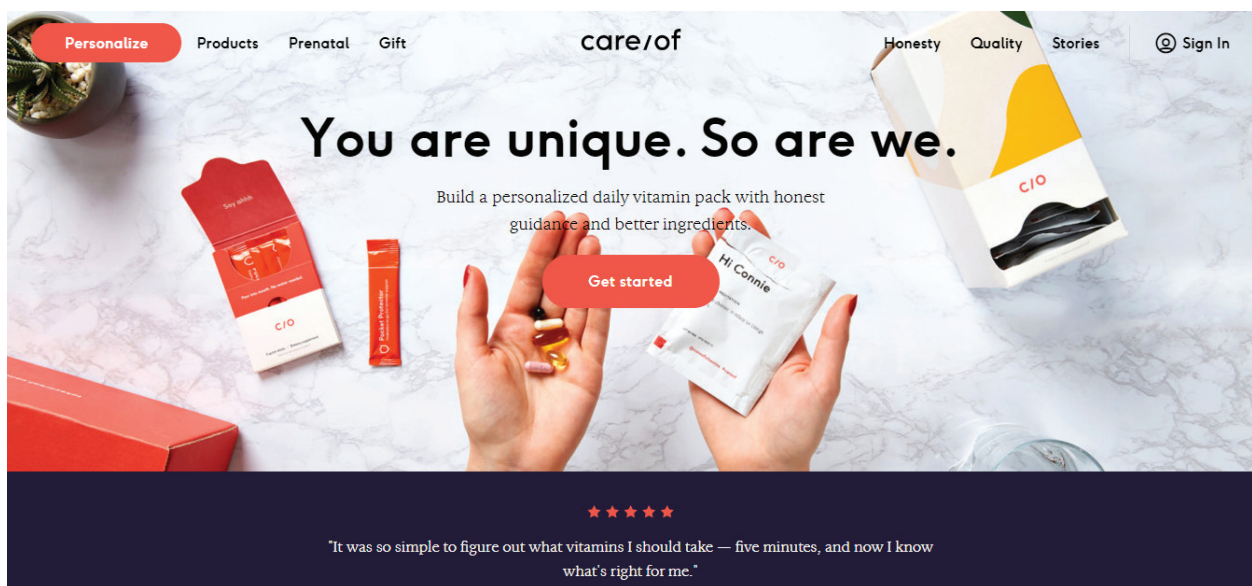 Personalize
Products
Prenatal
Gift
care/of
Honesty
Quality
Stories
Sign In
You are unique. So are we.
Build a personalized daily vitamin pack with honest
guidance and better ingredients.
Get started
Say ahhh
c/o
Pocket Protector
Hi Connie
c/o
c/o
"It was so simple to figure out what vitamins I should take — five minutes, and now I know
what's right for me."